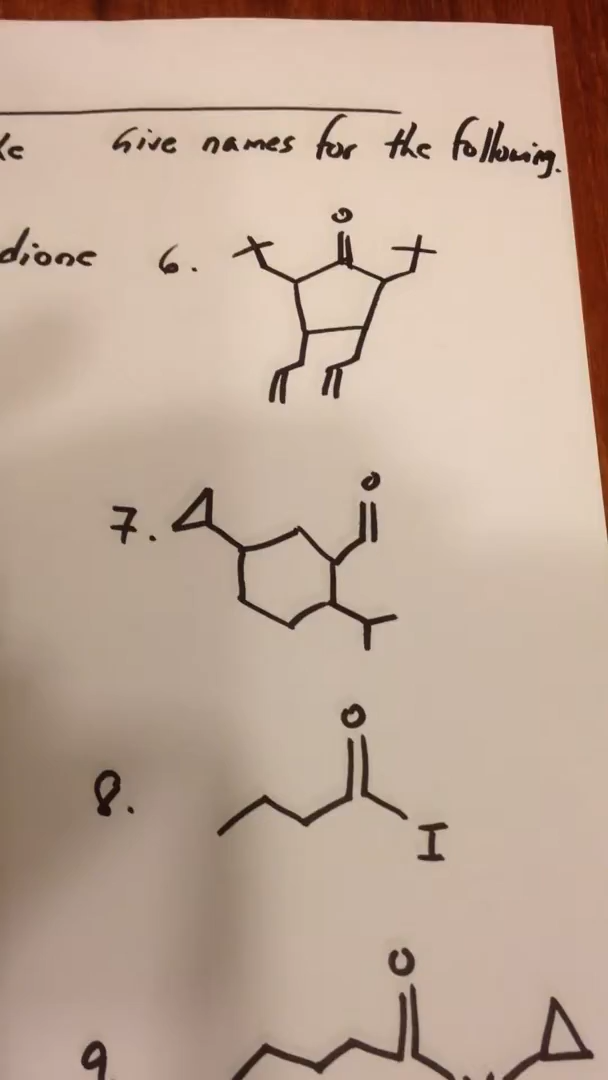 Give names for the following.
dione 6.
O
7.
O
8.
O
I
O
9